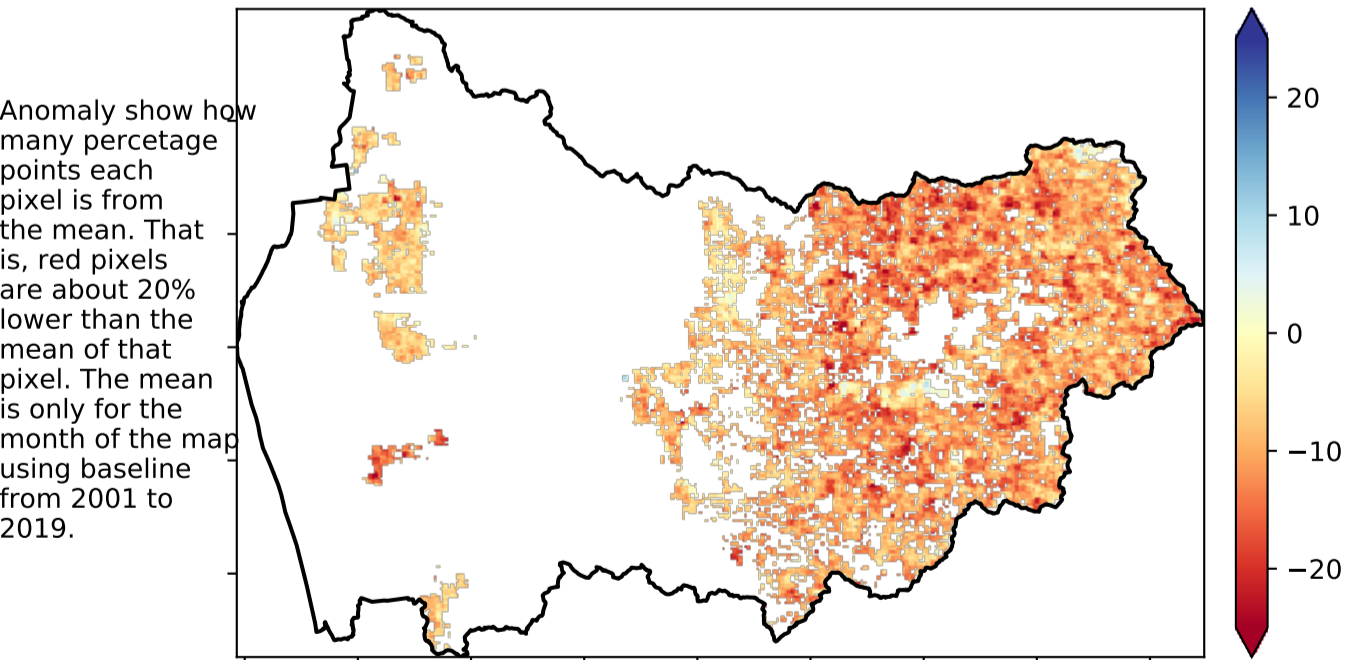 Anomaly show how
many percetage
points each
pixel is from
the mean. That
is, red pixels
are about 20%
lower than the
mean of that
pixel. The mean
is only for the
month of the map
using baseline
from 2001 to
2019.
20
10
0
−10
−20